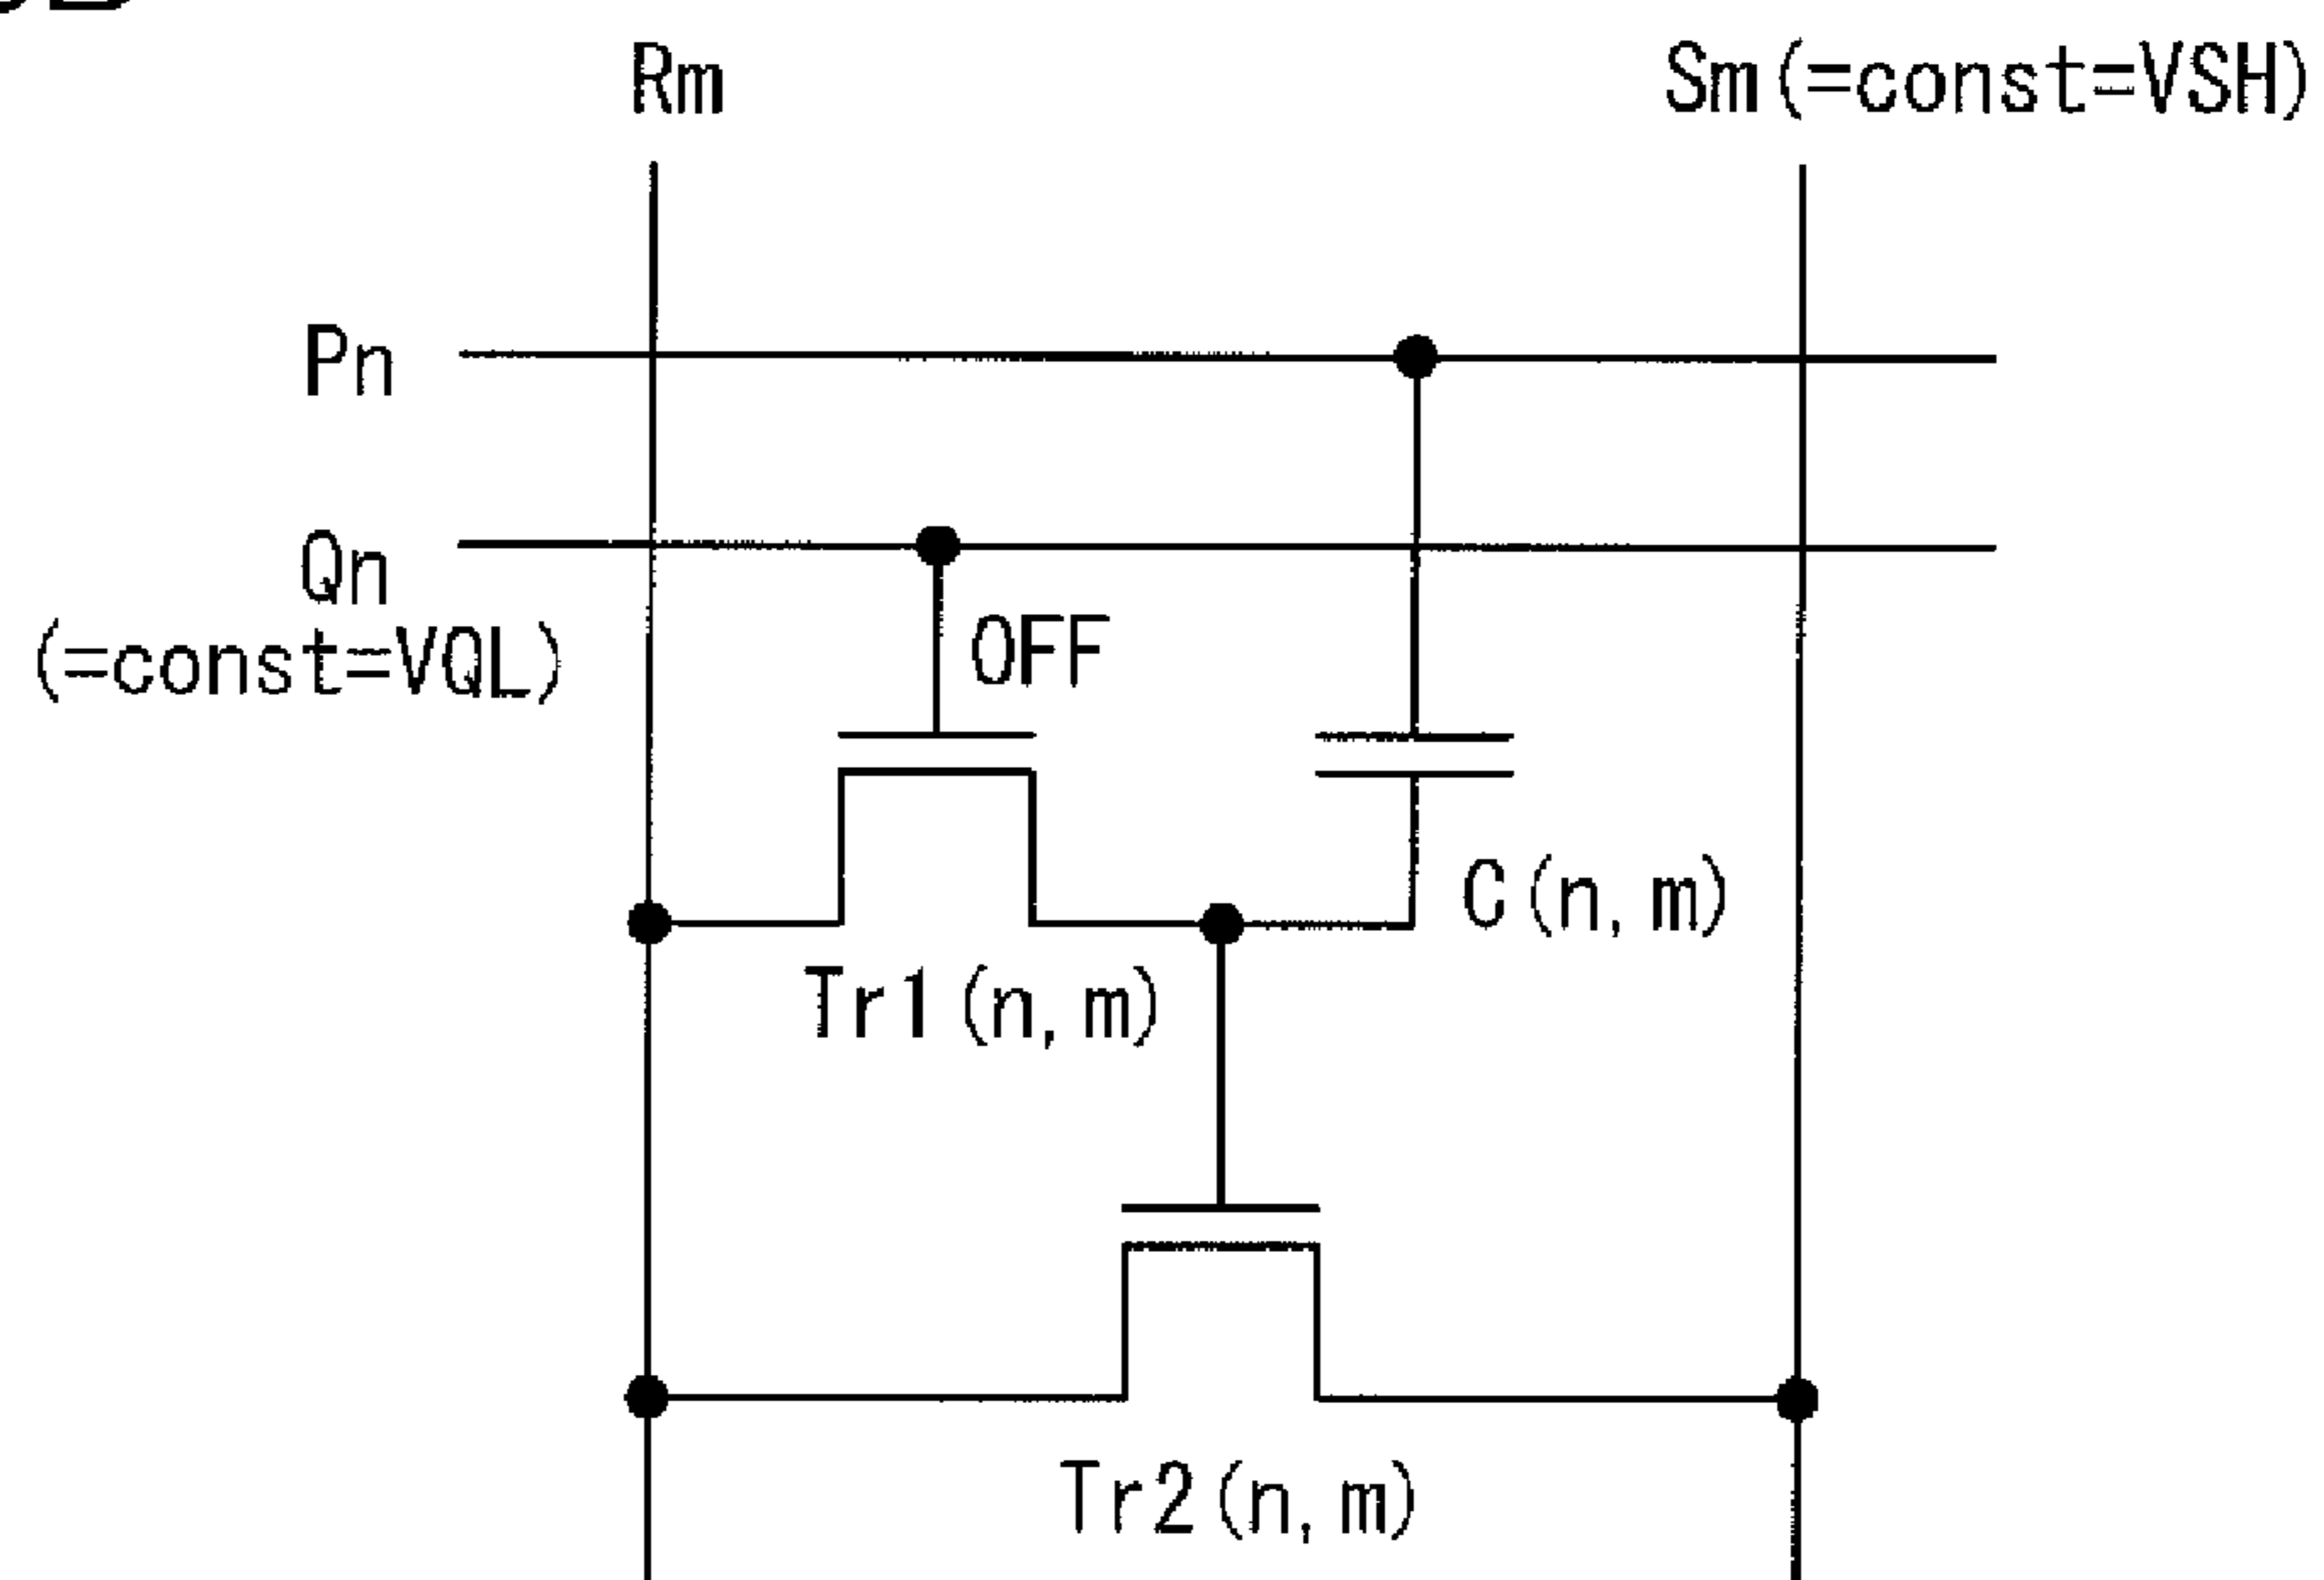 Rm
Sm(=const=VSH)
Pn
Qn
(=const=VQL)
OFF
C(n,m)
Tr1(n,m)
Tr2(n,m)